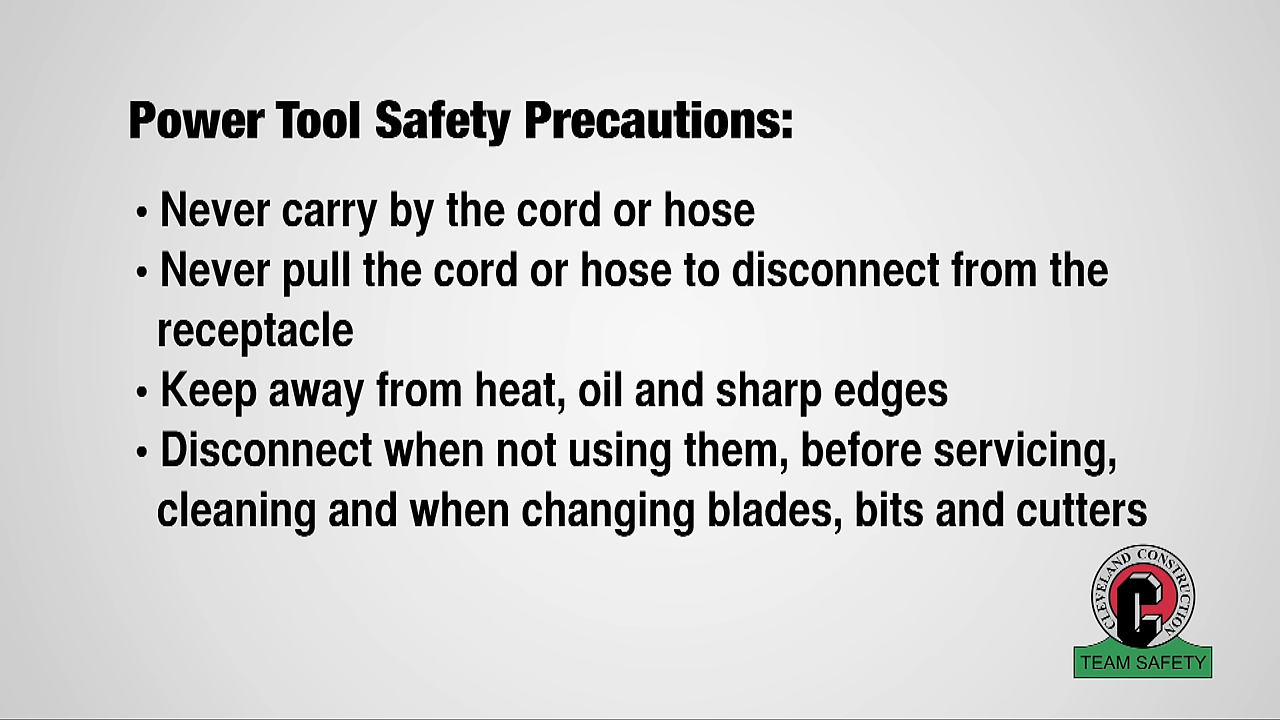 Power Tool Safety Precautions:
• Never carry by the cord or hose
• Never pull the cord or hose to disconnect from the
receptacle
• Keep away from heat, oil and sharp edges
• Disconnect when not using them, before servicing,
cleaning and when changing blades, bits and cutters
CLEVELAND CONSTRUCTION
C
TEAM SAFETY